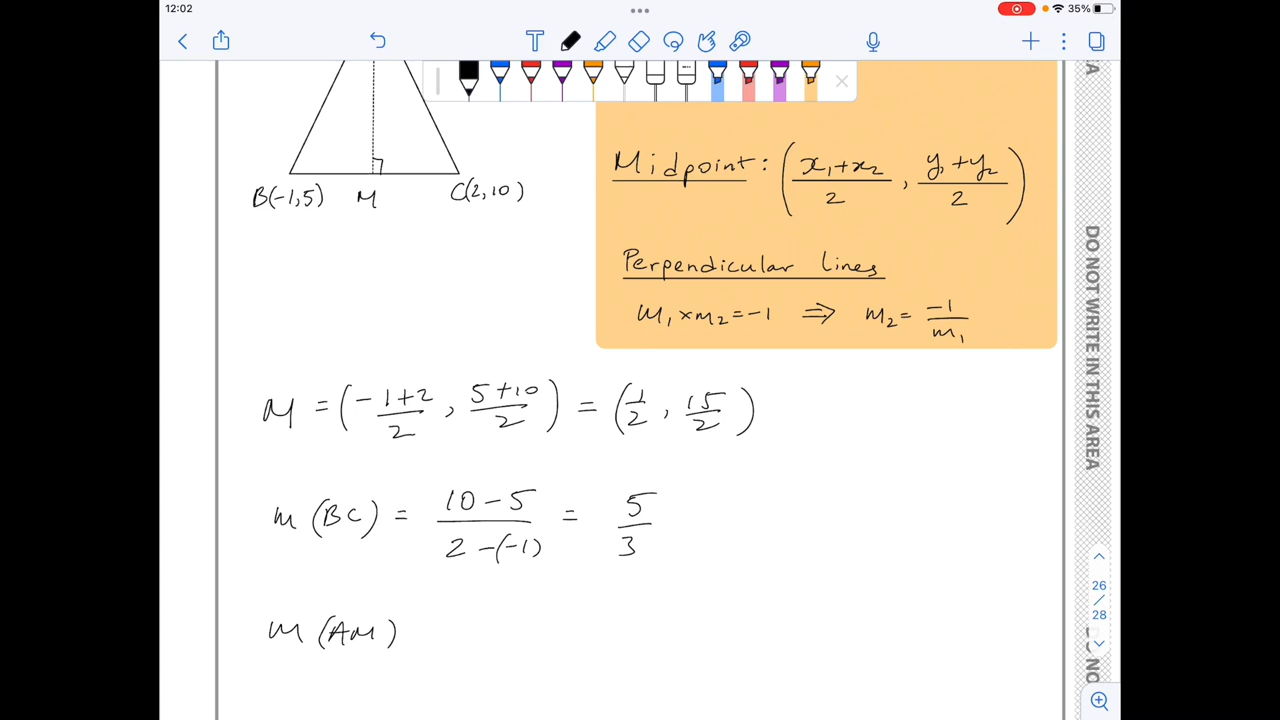 12:02
35%
B(-1,5) M C(2,10)
Midpoint: (x₁+x₂/2, y₁+y₂/2)
Perpendicular lines
m₁×m₂=-1 ⇒ m₂= -1/m₁
M = (-1+2/2, 5+10/2) = (1/2, 15/2)
m (BC) = 10-5/2-(-1) = 5/3
m (AM)
A
DO NOT WRITE IN THIS AREA
26
/
28
NO